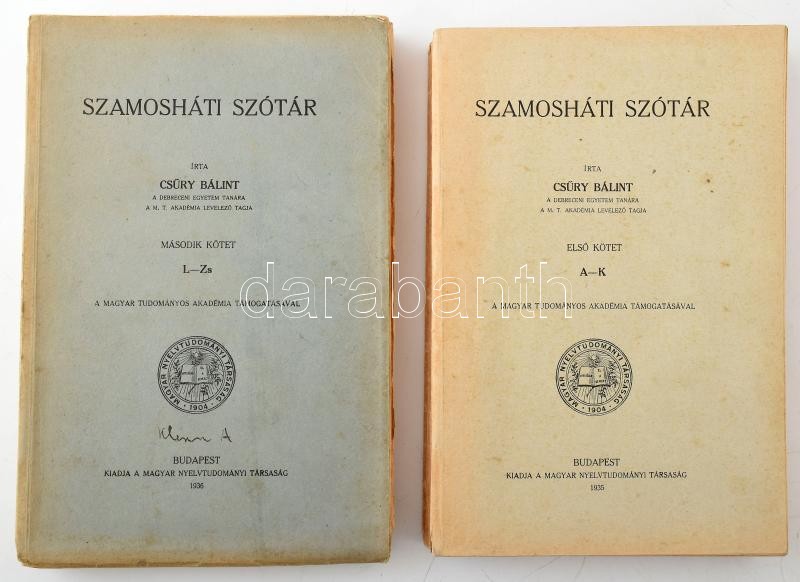 SZAMOSHÁTI SZÓTÁR
ÍRTA
CSŰRY BÁLINT
A DEBRECENI EGYETEM TANÁRA
A M. T. AKADÉMIA LEVELEZŐ TAGJA
MÁSODIK KÖTET
L—Zs
A MAGYAR TUDOMÁNYOS AKADÉMIA TÁMOGATÁSÁVAL
MAGYAR NYELVTUDOMÁNYI TÁRSASÁG
· 1904 ·
BUDAPEST
KIADJA A MAGYAR NYELVTUDOMÁNYI TÁRSASÁG
1936
SZAMOSHÁTI SZÓTÁR
ÍRTA
CSŰRY BÁLINT
A DEBRECENI EGYETEM TANÁRA
A M. T. AKADÉMIA LEVELEZŐ TAGJA
ELSŐ KÖTET
A—K
A MAGYAR TUDOMÁNYOS AKADÉMIA TÁMOGATÁSÁVAL
MAGYAR NYELVTUDOMÁNYI TÁRSASÁG
· 1904 ·
BUDAPEST
KIADJA A MAGYAR NYELVTUDOMÁNYI TÁRSASÁG
1935
darabanth.com